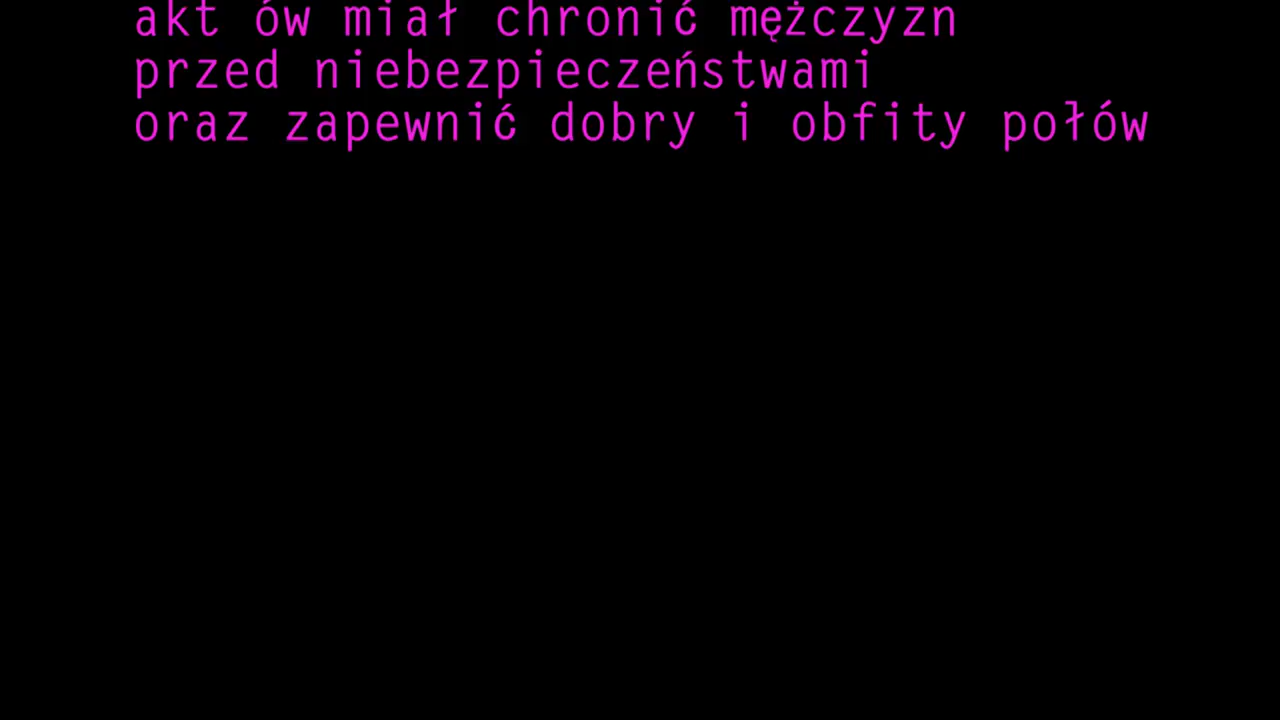 akt ów miał chronić mężczyzn
przed niebezpieczeństwami
oraz zapewnić dobry i obfity połów